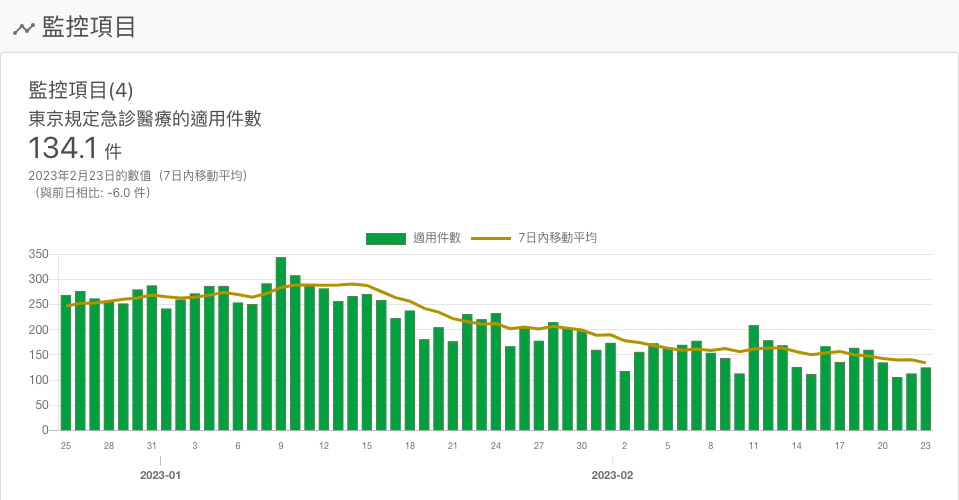 監控項目
監控項目(4)
東京規定急診醫療的適用件數
134.1 件
2023年2月23日的數值（7日內移動平均）
（與前日相比: -6.0 件）
適用件數 7日內移動平均
350
300
250
200
150
100
50
0
25 28 31 3 6 9 12 15 18 21 24 27 30 2 5 8 11 14 17 20 23
2023-01 2023-02